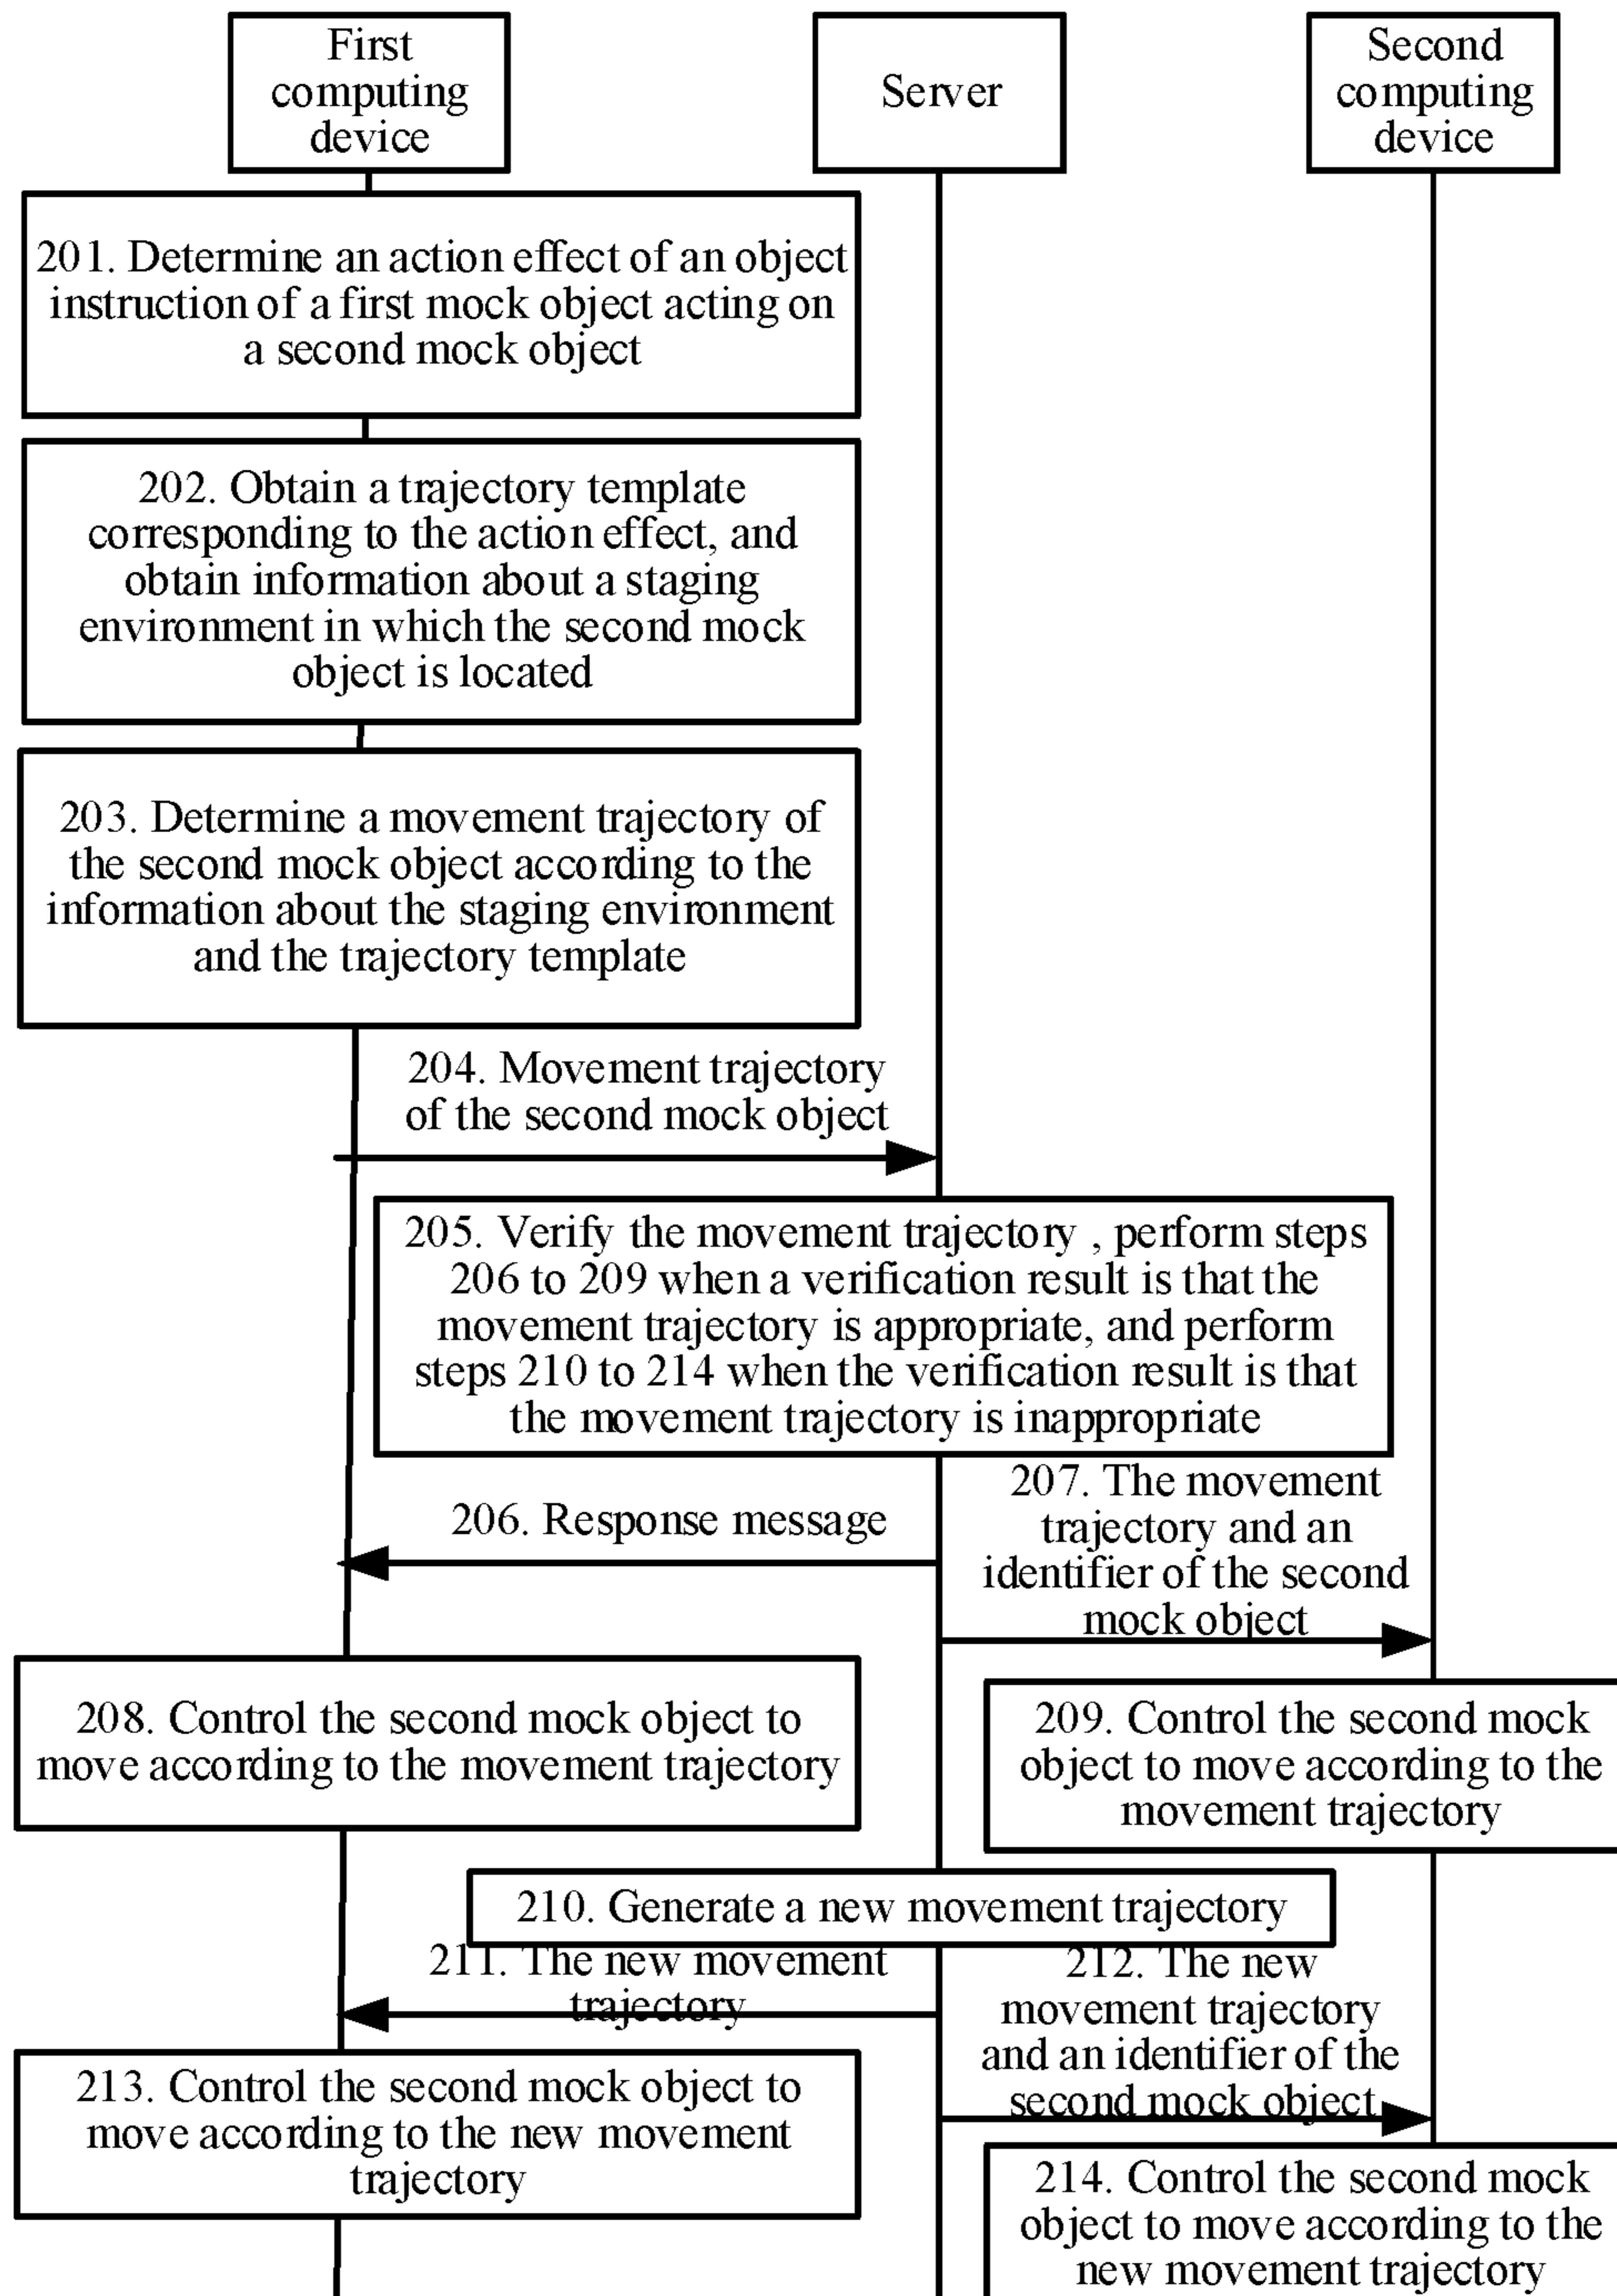 First
computing
device
Server
Second
computing
device
201. Determine an action effect of an object
instruction of a first mock object acting on
a second mock object
202. Obtain a trajectory template
corresponding to the action effect, and
obtain information about a staging
environment in which the second mock
object is located
203. Determine a movement trajectory of
the second mock object according to the
information about the staging environment
and the trajectory template
204. Movement trajectory
of the second mock object
205. Verify the movement trajectory , perform steps
206 to 209 when a verification result is that the
movement trajectory is appropriate, and perform
steps 210 to 214 when the verification result is that
the movement trajectory is inappropriate
206. Response message
207. The movement
trajectory and an
identifier of the second
mock object
208. Control the second mock object to
move according to the movement trajectory
209. Control the second mock
object to move according to the
movement trajectory
210. Generate a new movement trajectory
211. The new movement
trajectory
212. The new
movement trajectory
and an identifier of the
second mock object
213. Control the second mock object to
move according to the new movement
trajectory
214. Control the second mock
object to move according to the
new movement trajectory